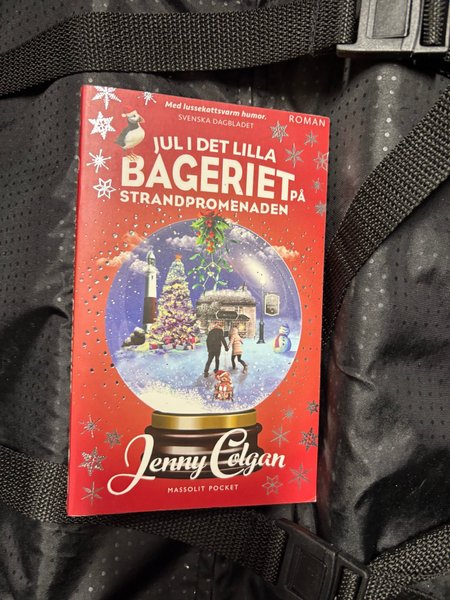 Med lussekattsvarm humor.
SVENSKA DAGBLADET
ROMAN
JUL I DET LILLA
BAGERIET PÅ
STRANDPROMENADEN
Jenny Colgan
MASSOLIT POCKET